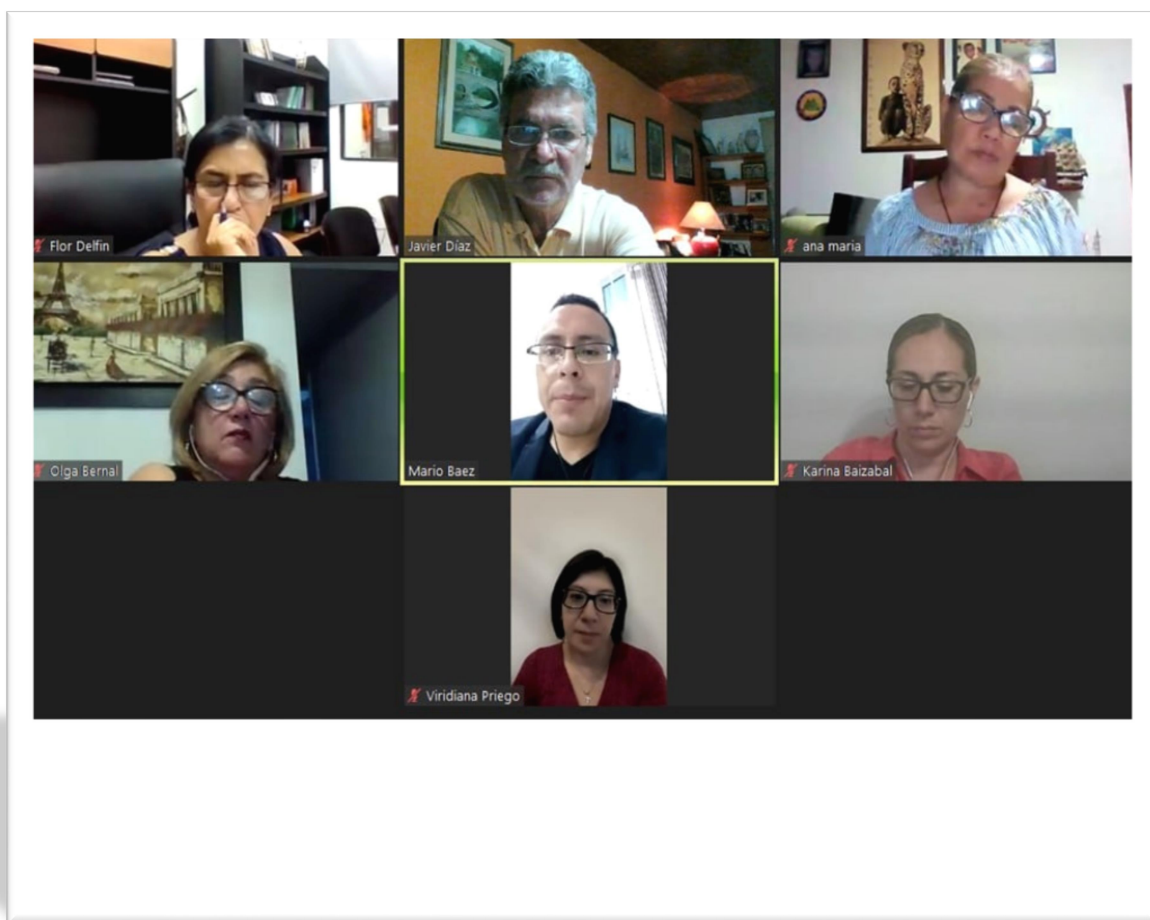 Flor Delfin
Javier Díaz
ana maria
Olga Bernal
Mario Baez
Karina Baizabal
Viridiana Priego